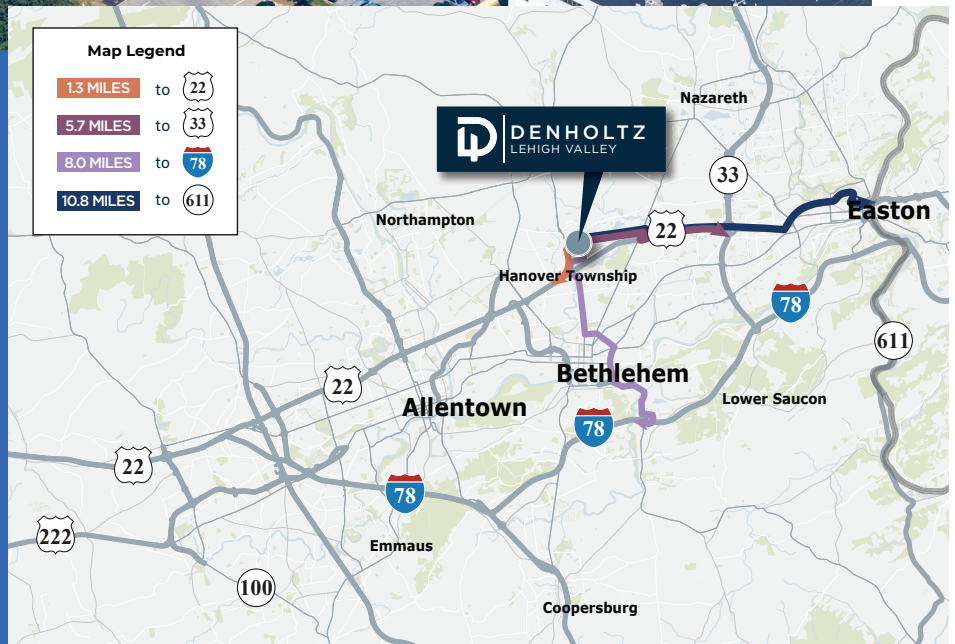 Map Legend
1.3 MILES to 22
5.7 MILES to 33
8.0 MILES to 78
10.8 MILES to 611
DENHOLTZ
LEHIGH VALLEY
Nazareth
33
Northampton
Easton
22
Hanover Township
78
611
Bethlehem
22
Allentown
Lower Saucon
78
22
78
222
Emmaus
100
Coopersburg